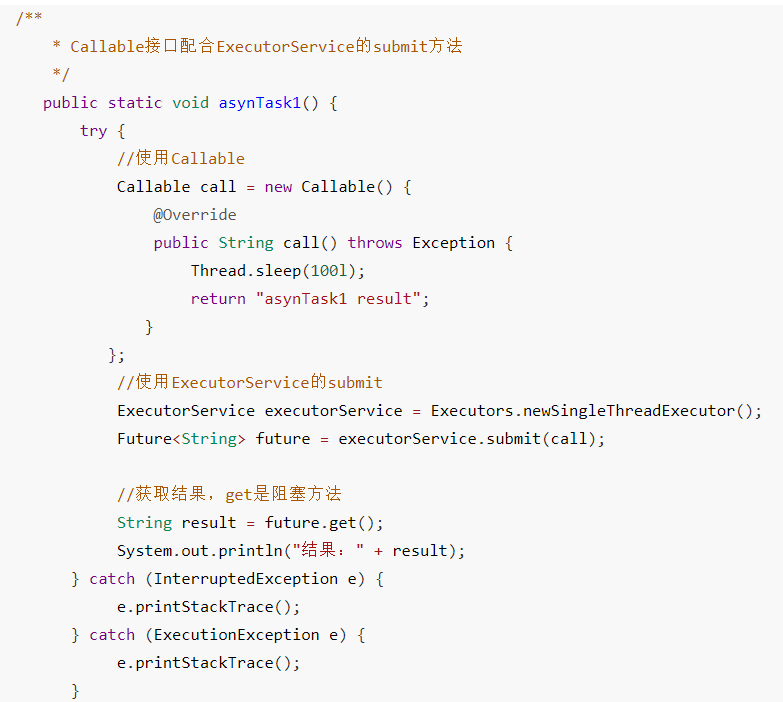 /**
* Callable接口配合ExecutorService的submit方法
*/
public static void asynTask1() {
try {
//使用Callable
Callable call = new Callable() {
@Override
public String call() throws Exception {
Thread.sleep(100l);
return "asynTask1 result";
}
};
//使用ExecutorService的submit
ExecutorService executorService = Executors.newSingleThreadExecutor();
Future<String> future = executorService.submit(call);
//获取结果，get是阻塞方法
String result = future.get();
System.out.println("结果：" + result);
} catch (InterruptedException e) {
e.printStackTrace();
} catch (ExecutionException e) {
e.printStackTrace();
}